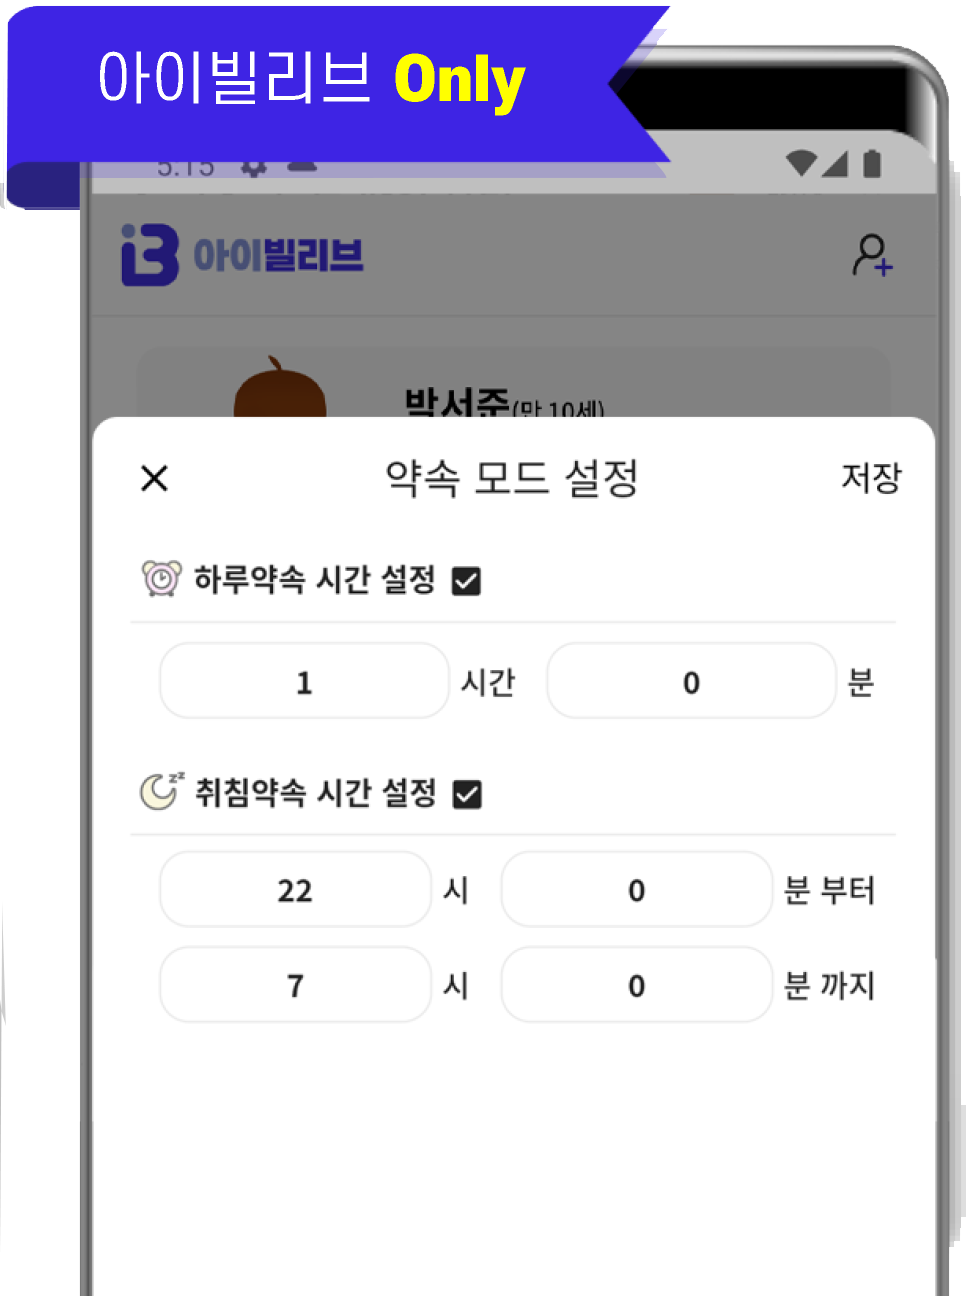 아이빌리브 Only
5:15
아이빌리브
박서준(만 10세)
약속 모드 설정 저장
하루약속 시간 설정
1 시간 0 분
zz 취침약속 시간 설정
22 시 0 분 부터
7 시 0 분 까지